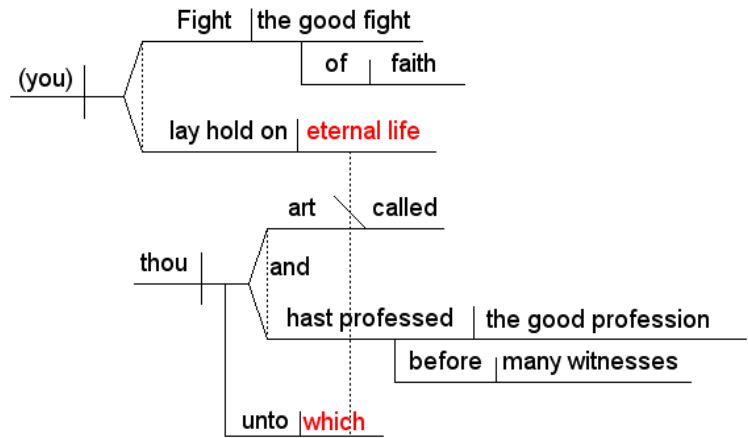 Fight the good fight
of faith
(you)
lay hold on eternal life
art called
thou
and
hast professed the good profession
before many witnesses
unto which